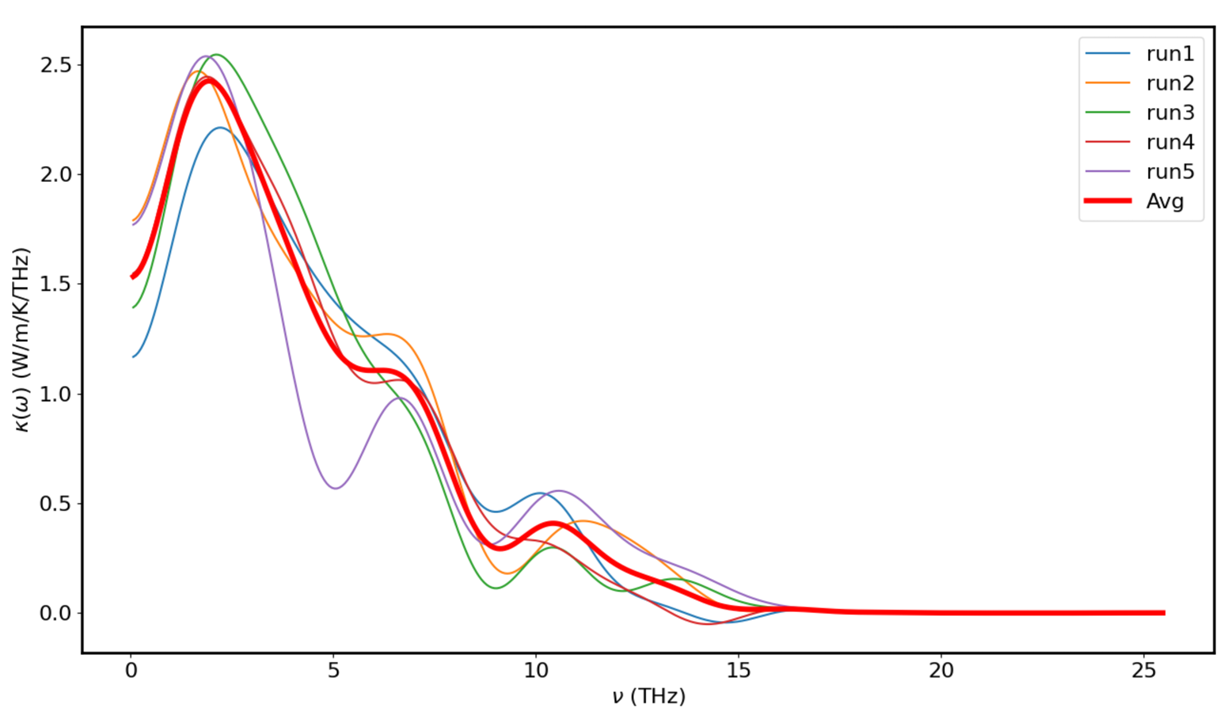 2.5
2.0
1.5
1.0
0.5
0.0
κ(ω) (W/m/K/THz)
run1
run2
run3
run4
run5
Avg
0 5 10 15 20 25
ν (THz)